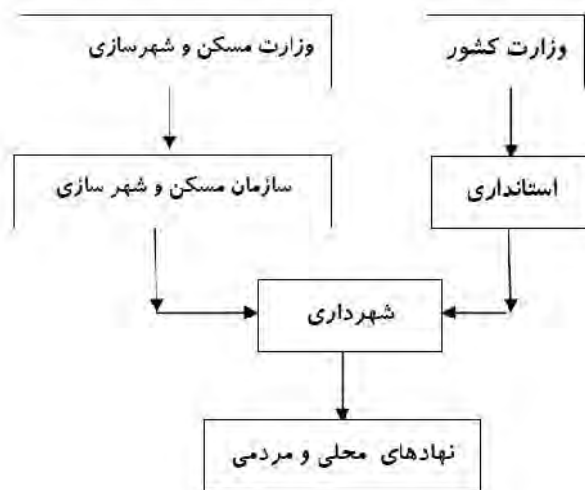 وزارت کشور
وزارت مسکن و شهرسازی
استانداری
سازمان مسکن و شهر سازی
شهرداری
نهادهای محلی و مردمی